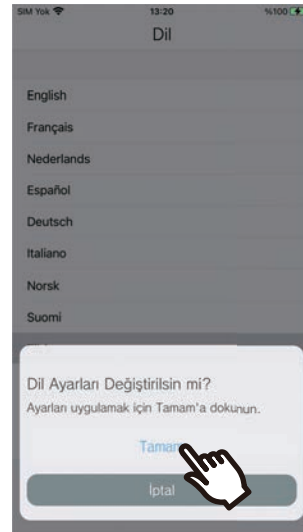 SIM Yok 13:20 %100
Dil
English
Français
Nederlands
Español
Deutsch
Italiano
Norsk
Suomi
Dil Ayarları Değiştirilsin mi?
Ayarları uygulamak için Tamam'a dokunun.
Tamam
İptal